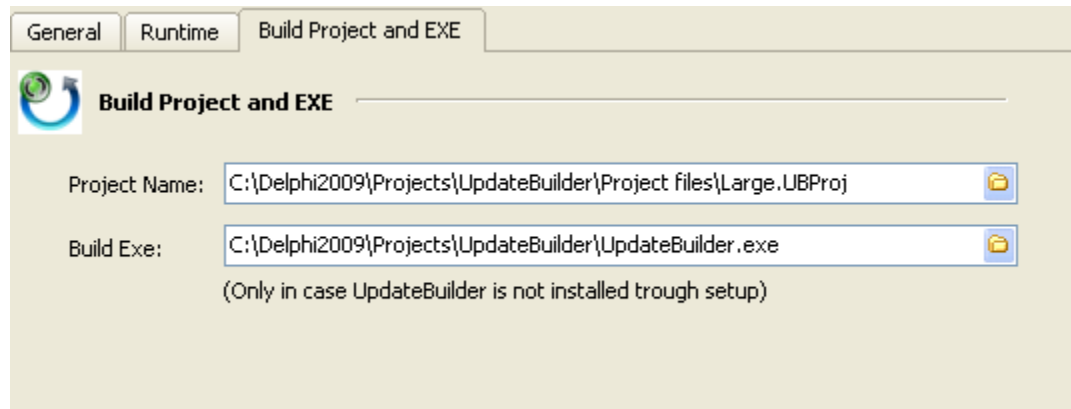 General Runtime Build Project and EXE
Build Project and EXE
Project Name: C:\Delphi2009\Projects\UpdateBuilder\Project files\Large.UBProj
Build Exe: C:\Delphi2009\Projects\UpdateBuilder\UpdateBuilder.exe
(Only in case UpdateBuilder is not installed trough setup)